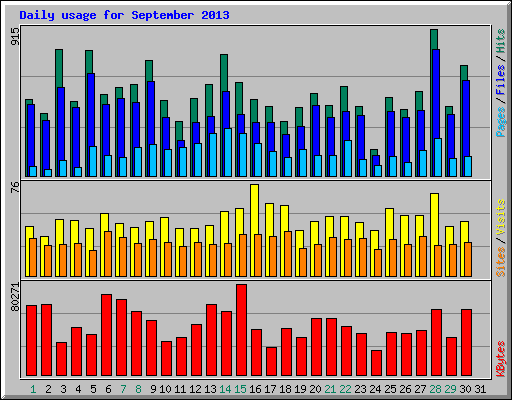 Daily usage for September 2013
915
Pages / Files / Hits
76
Sites / Visits
80271
KBytes
1 2 3 4 5 6 7 8 9 10 11 12 13 14 15 16 17 18 19 20 21 22 23 24 25 26 27 28 29 30 31